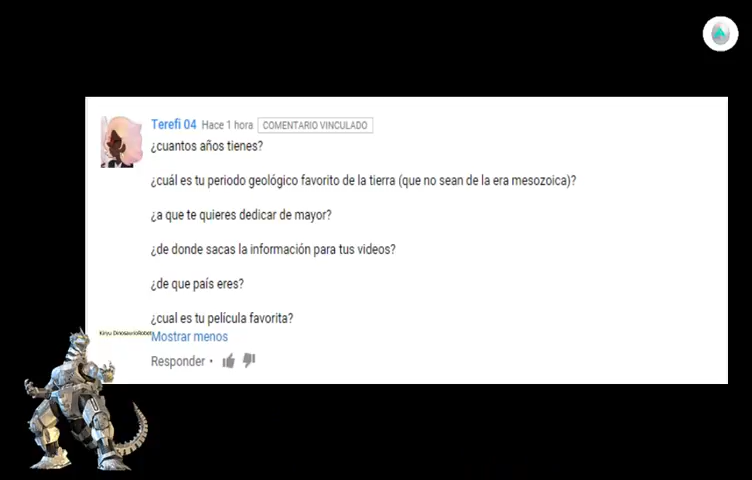 Terefi 04 Hace 1 hora COMENTARIO VINCULADO
¿cuantos años tienes?
¿cuál es tu periodo geológico favorito de la tierra (que no sean de la era mesozoica)?
¿a que te quieres dedicar de mayor?
¿de donde sacas la información para tus videos?
¿de que país eres?
¿cual es tu película favorita?
Kiryu DinosaurioRobot
Mostrar menos
Responder •